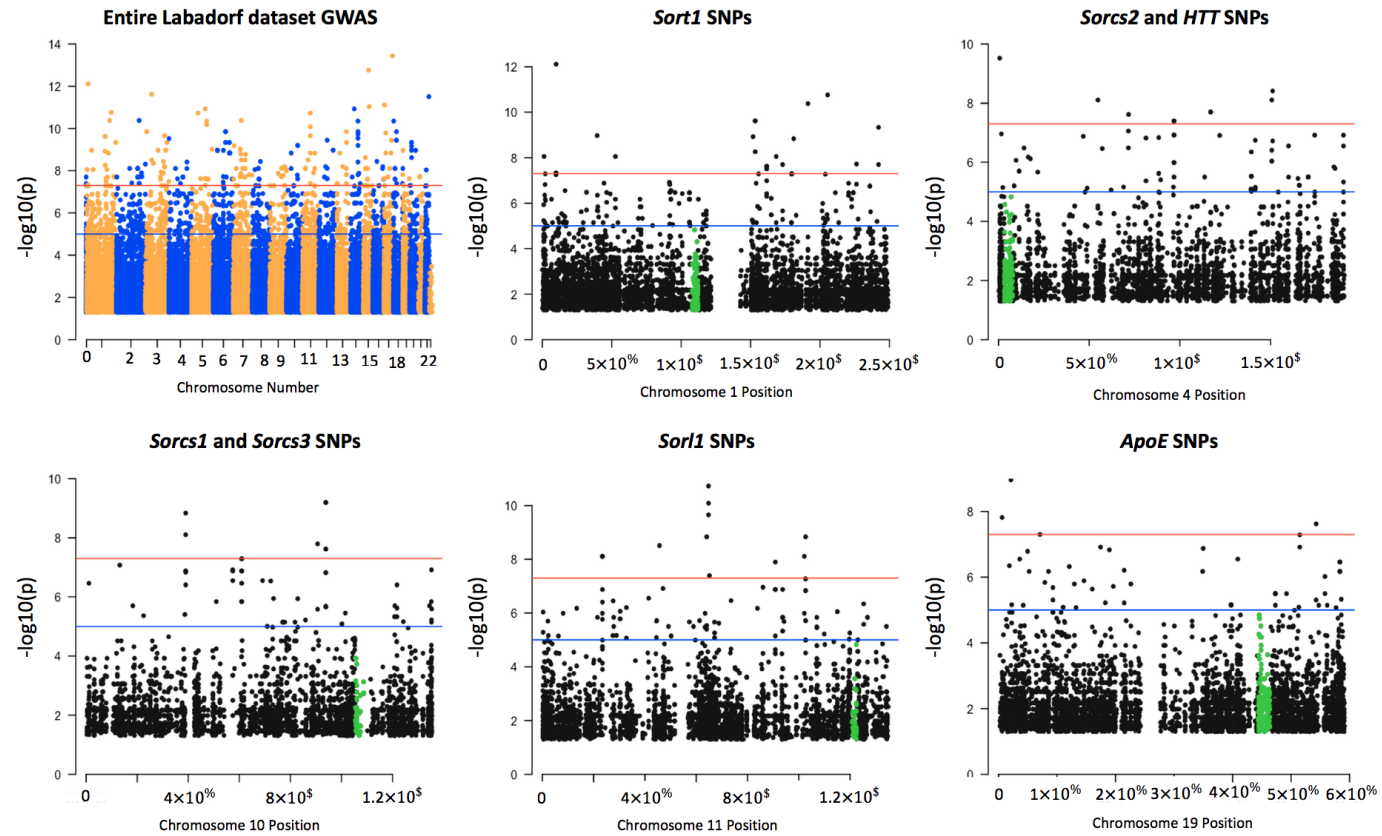 Entire Labadorf dataset GWAS
-log10(p)
14
12
10
8
6
4
2
0
0 2 3 4 5 6 7 8 9 11 13 15 18 22
Chromosome Number
Sort1 SNPs
-log10(p)
12
10
8
6
4
2
0
0 5×10% 1×10$ 1.5×10$ 2×10$ 2.5×10$
Chromosome 1 Position
Sorcs2 and HTT SNPs
-log10(p)
10
8
6
4
2
0
0 5×10% 1×10$ 1.5×10$
Chromosome 4 Position
Sorcs1 and Sorcs3 SNPs
-log10(p)
10
8
6
4
2
0
0 4×10% 8×10$ 1.2×10$
Chromosome 10 Position
Sorl1 SNPs
-log10(p)
10
8
6
4
2
0
0 4×10% 8×10$ 1.2×10$
Chromosome 11 Position
ApoE SNPs
-log10(p)
8
6
4
2
0
0 1×10% 2×10% 3×10% 4×10% 5×10% 6×10%
Chromosome 19 Position